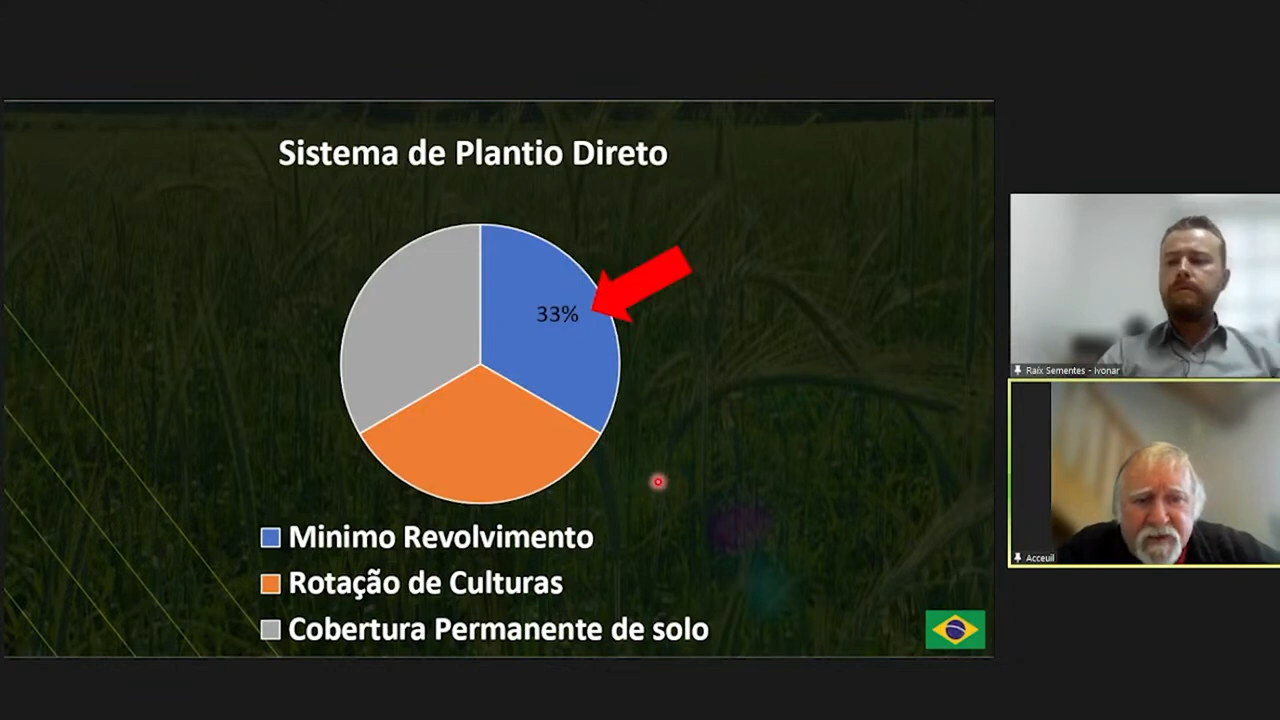 Sistema de Plantio Direto
33%
Minimo Revolvimento
Rotação de Culturas
Cobertura Permanente de solo
Raíx Sementes - Ivonar
Acceuil